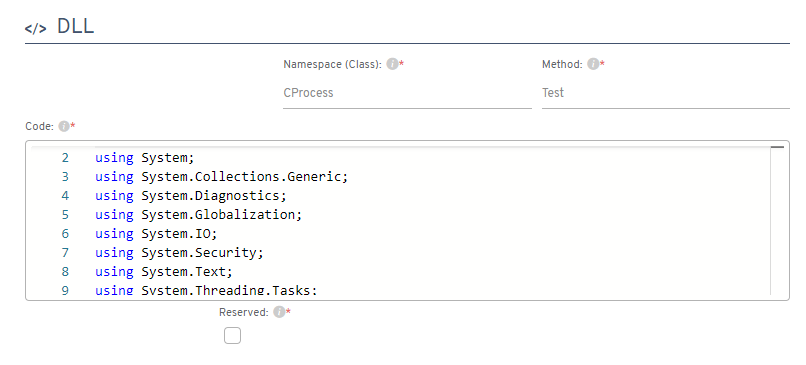 </> DLL
Namespace (Class): i* Method: i*
CProcess Test
Code: i*
2 using System;
3 using System.Collections.Generic;
4 using System.Diagnostics;
5 using System.Globalization;
6 using System.IO;
7 using System.Security;
8 using System.Text;
9 using System.Threading.Tasks;
Reserved: i*